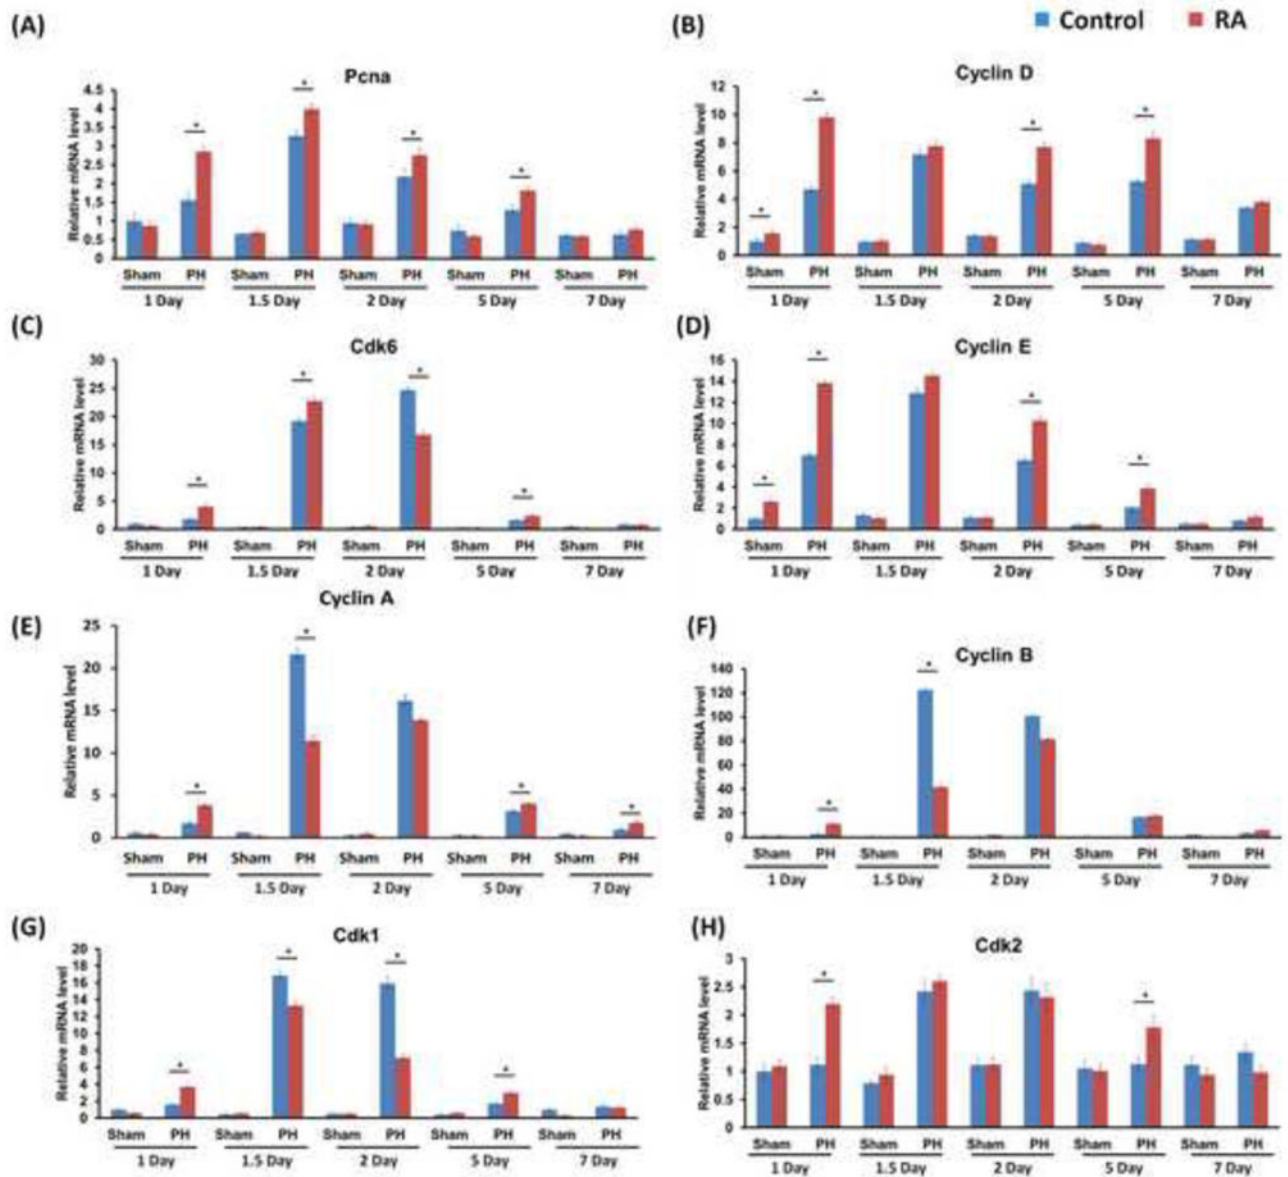 (A)
(B)
Control RA
Pcna
Relative mRNA level
4.5
4
3.5
3
2.5
2
1.5
1
0.5
0
Sham PH Sham PH Sham PH Sham PH Sham PH
1 Day 1.5 Day 2 Day 5 Day 7 Day
Cyclin D
Relative mRNA level
12
10
8
6
4
2
0
Sham PH Sham PH Sham PH Sham PH Sham PH
1 Day 1.5 Day 2 Day 5 Day 7 Day
(C)
Cdk6
Relative mRNA level
30
25
20
15
10
5
0
Sham PH Sham PH Sham PH Sham PH Sham PH
1 Day 1.5 Day 2 Day 5 Day 7 Day
(D)
Cyclin E
Relative mRNA level
16
14
12
10
8
6
4
2
0
Sham PH Sham PH Sham PH Sham PH Sham PH
1 Day 1.5 Day 2 Day 5 Day 7 Day
(E)
Cyclin A
Relative mRNA level
25
20
15
10
5
0
Sham PH Sham PH Sham PH Sham PH Sham PH
1 Day 1.5 Day 2 Day 5 Day 7 Day
(F)
Cyclin B
Relative mRNA level
140
120
100
80
60
40
20
0
Sham PH Sham PH Sham PH Sham PH Sham PH
1 Day 1.5 Day 2 Day 5 Day 7 Day
(G)
Cdk1
Relative mRNA level
20
18
16
14
12
10
8
6
4
2
0
Sham PH Sham PH Sham PH Sham PH Sham PH
1 Day 1.5 Day 2 Day 5 Day 7 Day
(H)
Cdk2
Relative mRNA level
3
2.5
2
1.5
1
0.5
0
Sham PH Sham PH Sham PH Sham PH Sham PH
1 Day 1.5 Day 2 Day 5 Day 7 Day